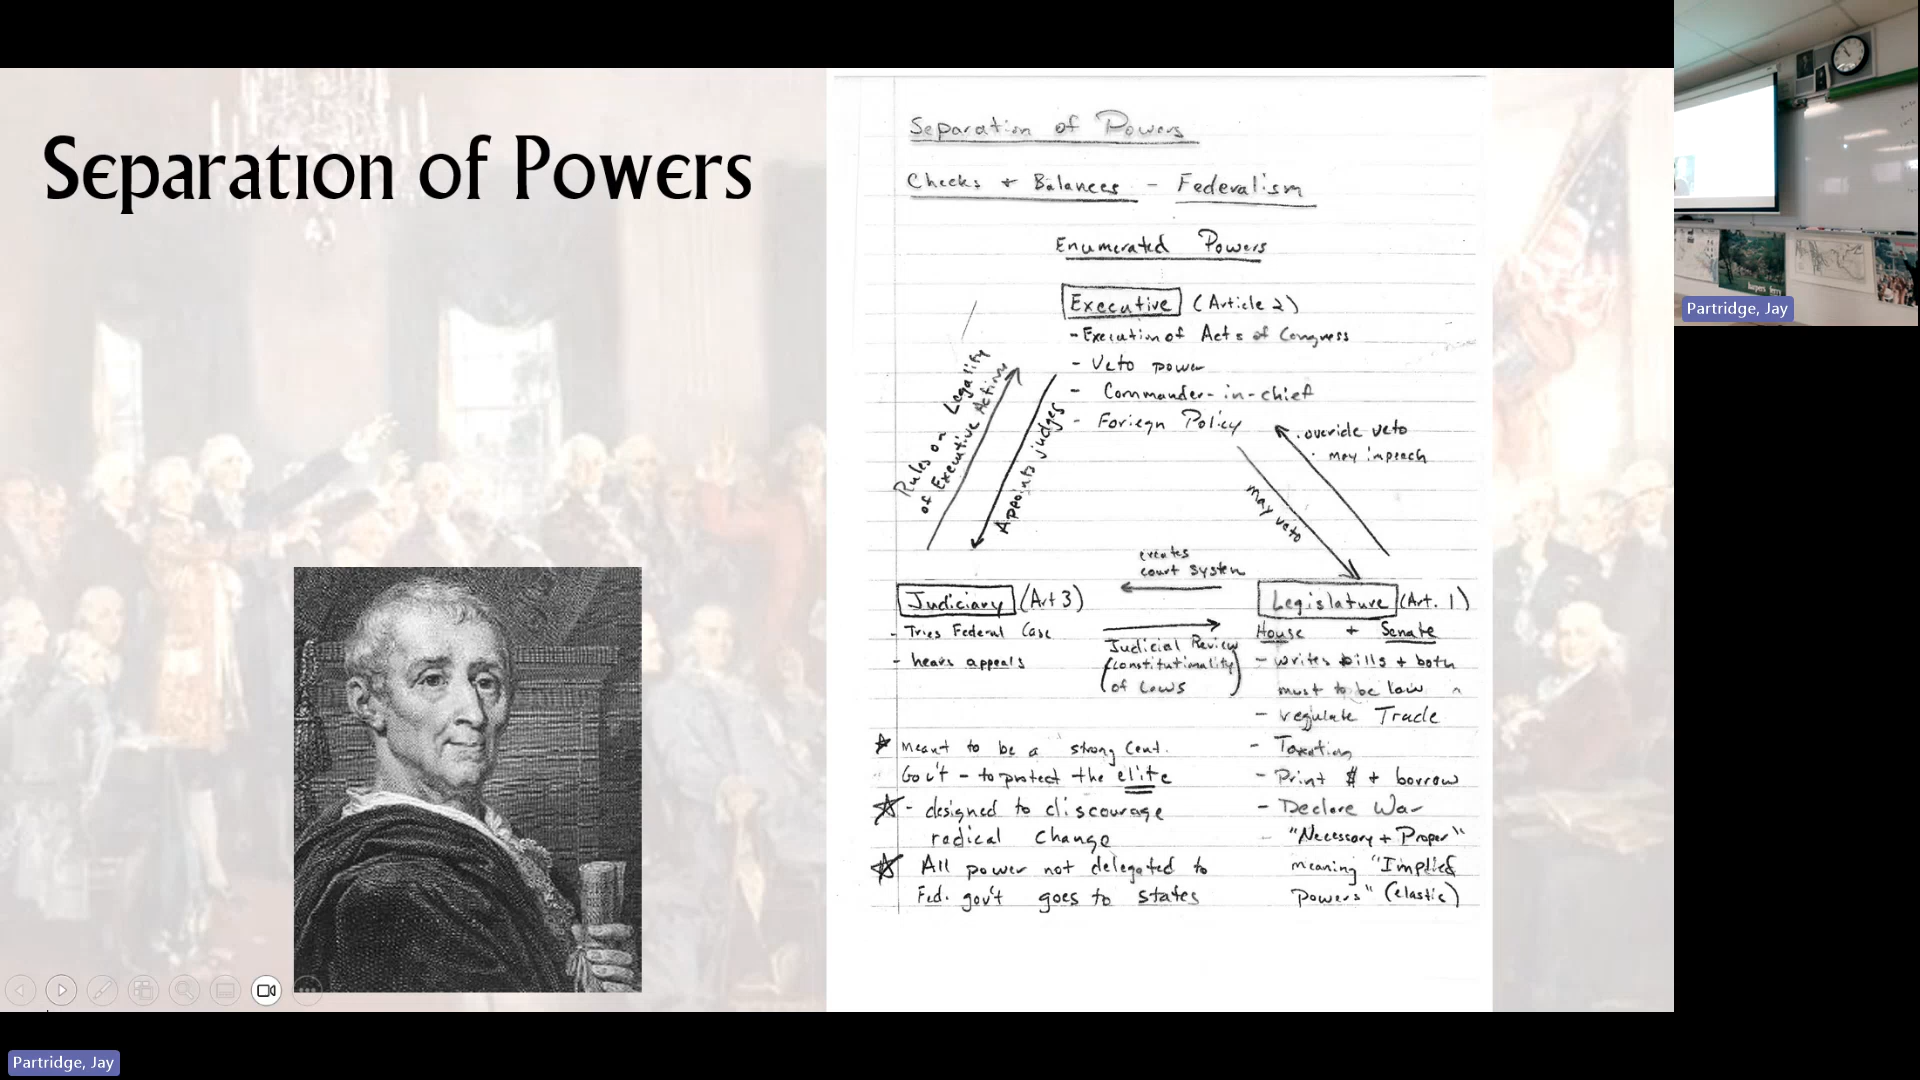 Separation of Powers
Separation of Powers
Checks + Balances - Federalism
Enumerated Powers
Executive (Article 2)
- Execution of Acts of Congress
- Veto power
- Commander-in-chief
- Foriegn Policy
Rules on Legality
of Executive Action
Appoints judges
· override veto
· may impeach
may veto
creates
court system
Judiciary (Art 3)
- Tries Federal Case
- hears appeals
Judicial Review
(constitutionality
of Laws)
Legislature (Art. 1)
House + Senate
- writes bills + both
must to be law
- regulate Trade
- Taxation
- Print $ + borrow
- Declare War
- "Necessary + Proper"
meaning "Implied
Powers" (elastic)
meant to be a strong Cent.
Gov't - to protect the elite
- designed to discourage
radical change
All power not delegated to
Fed. gov't goes to states
harpers ferry
Partridge, Jay
Partridge, Jay